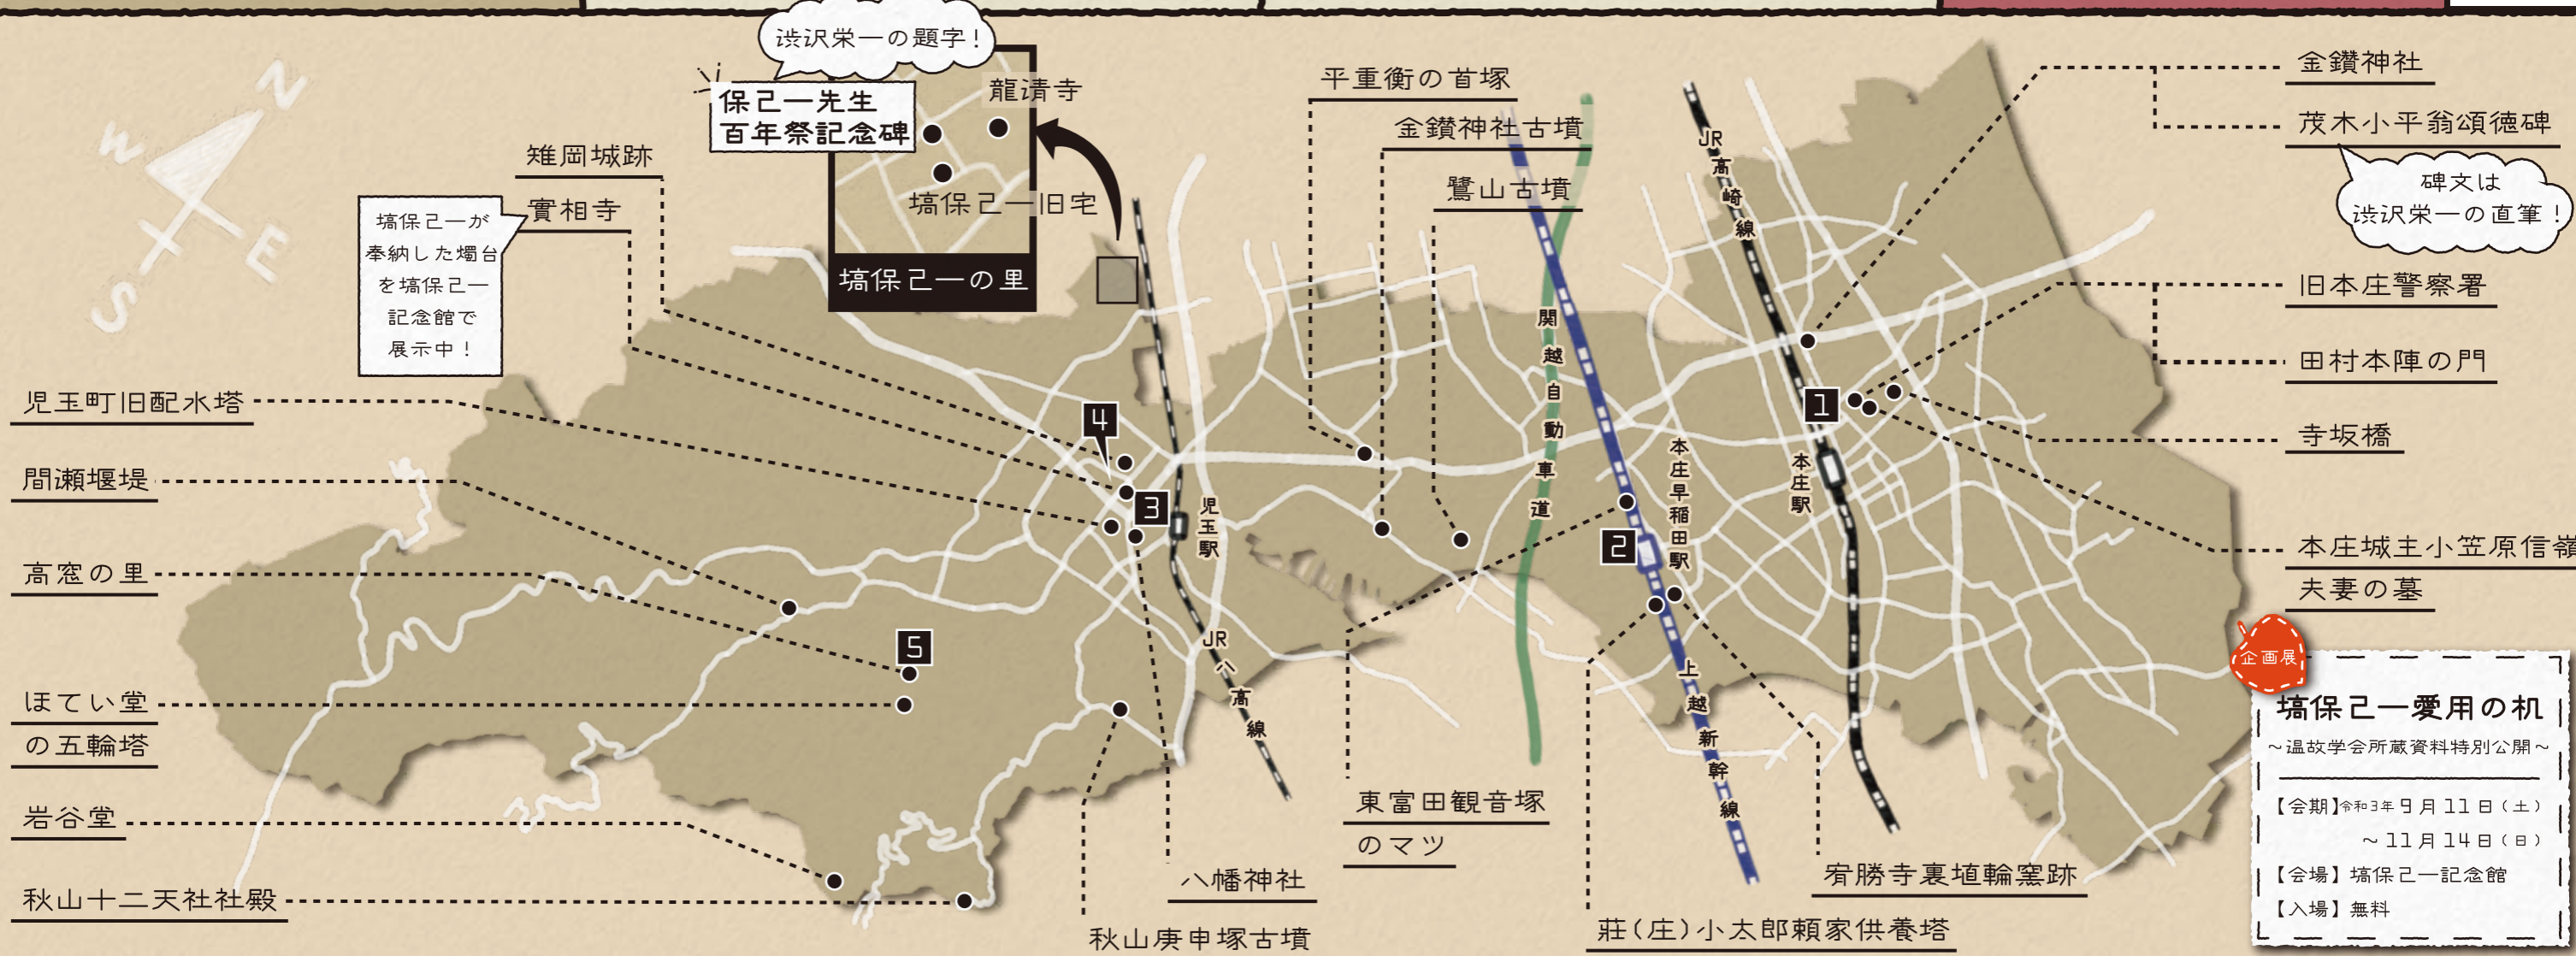 渋沢栄一の題字！
保己一先生
百年祭記念碑
龍清寺
塙保己一旧宅
塙保己一の里
N
W
E
S
雉岡城跡
實相寺
塙保己一が
奉納した燭台
を塙保己一
記念館で
展示中！
児玉町旧配水塔
間瀬堰堤
高窓の里
ほてい堂
の五輪塔
岩谷堂
秋山十二天社社殿
平重衡の首塚
金鑚神社古墳
鷺山古墳
JR高崎線
関越自動車道
本庄早稲田駅
本庄駅
児玉駅
JR八高線
上越新幹線
1
2
3
4
5
金鑚神社
茂木小平翁頌徳碑
碑文は
渋沢栄一の直筆！
旧本庄警察署
田村本陣の門
寺坂橋
本庄城主小笠原信嶺
夫妻の墓
八幡神社
秋山庚申塚古墳
東富田観音塚
のマツ
宥勝寺裏埴輪窯跡
荘(庄)小太郎頼家供養塔
企画展
塙保己一愛用の机
～温故学会所蔵資料特別公開～
【会期】令和3年9月11日(土)
～11月14日(日)
【会場】塙保己一記念館
【入場】無料